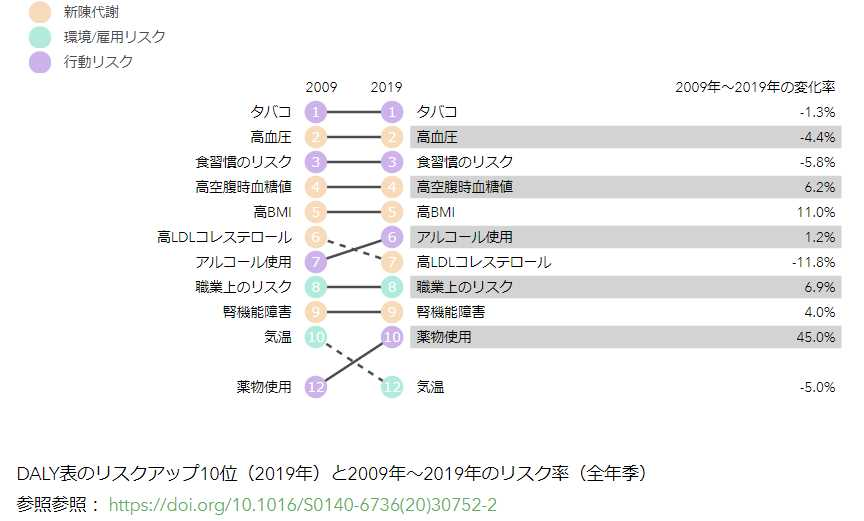 新陳代謝
環境/雇用リスク
行動リスク
2009 2019 2009年～2019年の変化率
タバコ 1 1 タバコ -1.3%
高血圧 2 2 高血圧 -4.4%
食習慣のリスク 3 3 食習慣のリスク -5.8%
高空腹時血糖値 4 4 高空腹時血糖値 6.2%
高BMI 5 5 高BMI 11.0%
高LDLコレステロール 6 6 アルコール使用 1.2%
アルコール使用 7 7 高LDLコレステロール -11.8%
職業上のリスク 8 8 職業上のリスク 6.9%
腎機能障害 9 9 腎機能障害 4.0%
気温 10 10 薬物使用 45.0%
薬物使用 12 12 気温 -5.0%
DALY表のリスクアップ10位（2019年）と2009年～2019年のリスク率（全年季）
参照参照： https://doi.org/10.1016/S0140-6736(20)30752-2